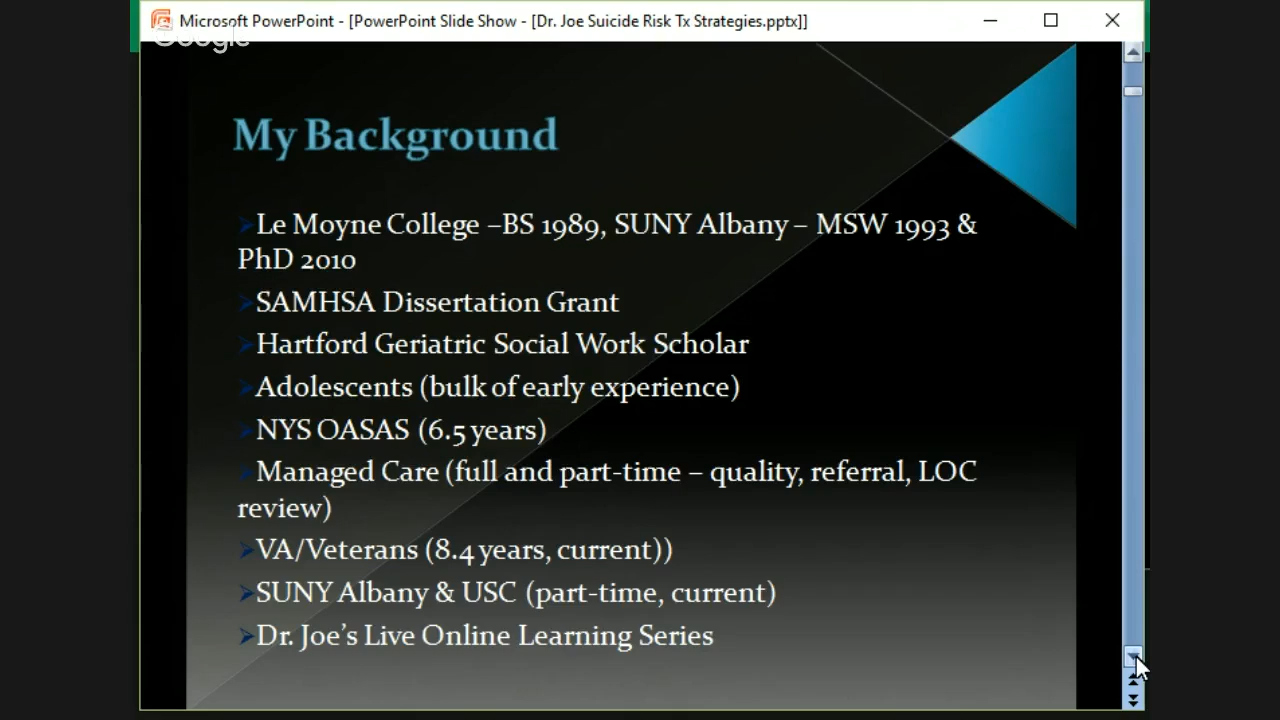 Microsoft PowerPoint - [PowerPoint Slide Show - [Dr. Joe Suicide Risk Tx Strategies.pptx]]
Google
My Background
Le Moyne College –BS 1989, SUNY Albany – MSW 1993 &
PhD 2010
SAMHSA Dissertation Grant
Hartford Geriatric Social Work Scholar
Adolescents (bulk of early experience)
NYS OASAS (6.5 years)
Managed Care (full and part-time – quality, referral, LOC
review)
VA/Veterans (8.4 years, current))
SUNY Albany & USC (part-time, current)
Dr. Joe's Live Online Learning Series